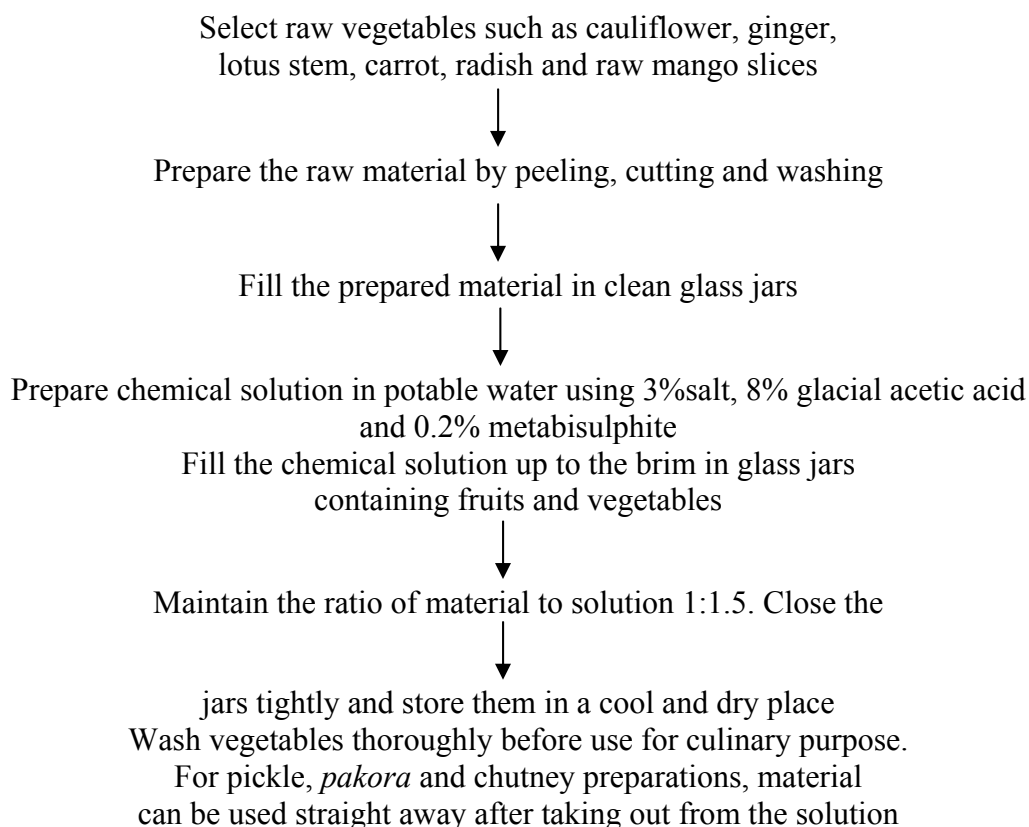 Select raw vegetables such as cauliflower, ginger,
lotus stem, carrot, radish and raw mango slices
Prepare the raw material by peeling, cutting and washing
Fill the prepared material in clean glass jars
Prepare chemical solution in potable water using 3%salt, 8% glacial acetic acid
and 0.2% metabisulphite
Fill the chemical solution up to the brim in glass jars
containing fruits and vegetables
Maintain the ratio of material to solution 1:1.5. Close the
jars tightly and store them in a cool and dry place
Wash vegetables thoroughly before use for culinary purpose.
For pickle, pakora and chutney preparations, material
can be used straight away after taking out from the solution